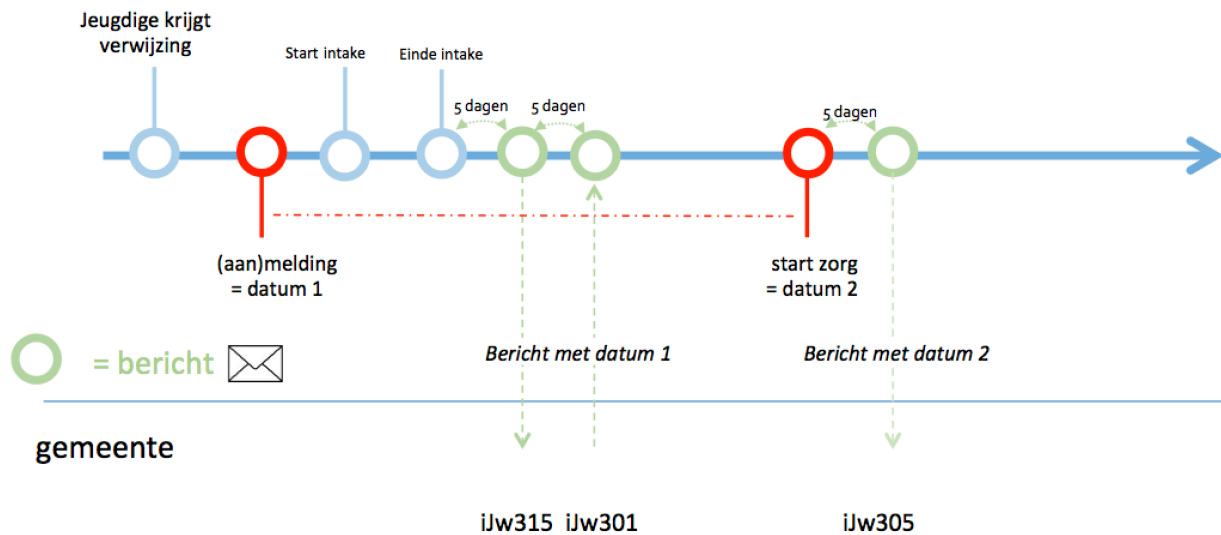 Jeugdige krijgt
verwijzing
Start intake
Einde intake
5 dagen
5 dagen
5 dagen
(aan)melding
= datum 1
start zorg
= datum 2
= bericht
Bericht met datum 1
Bericht met datum 2
gemeente
iJw315
iJw301
iJw305